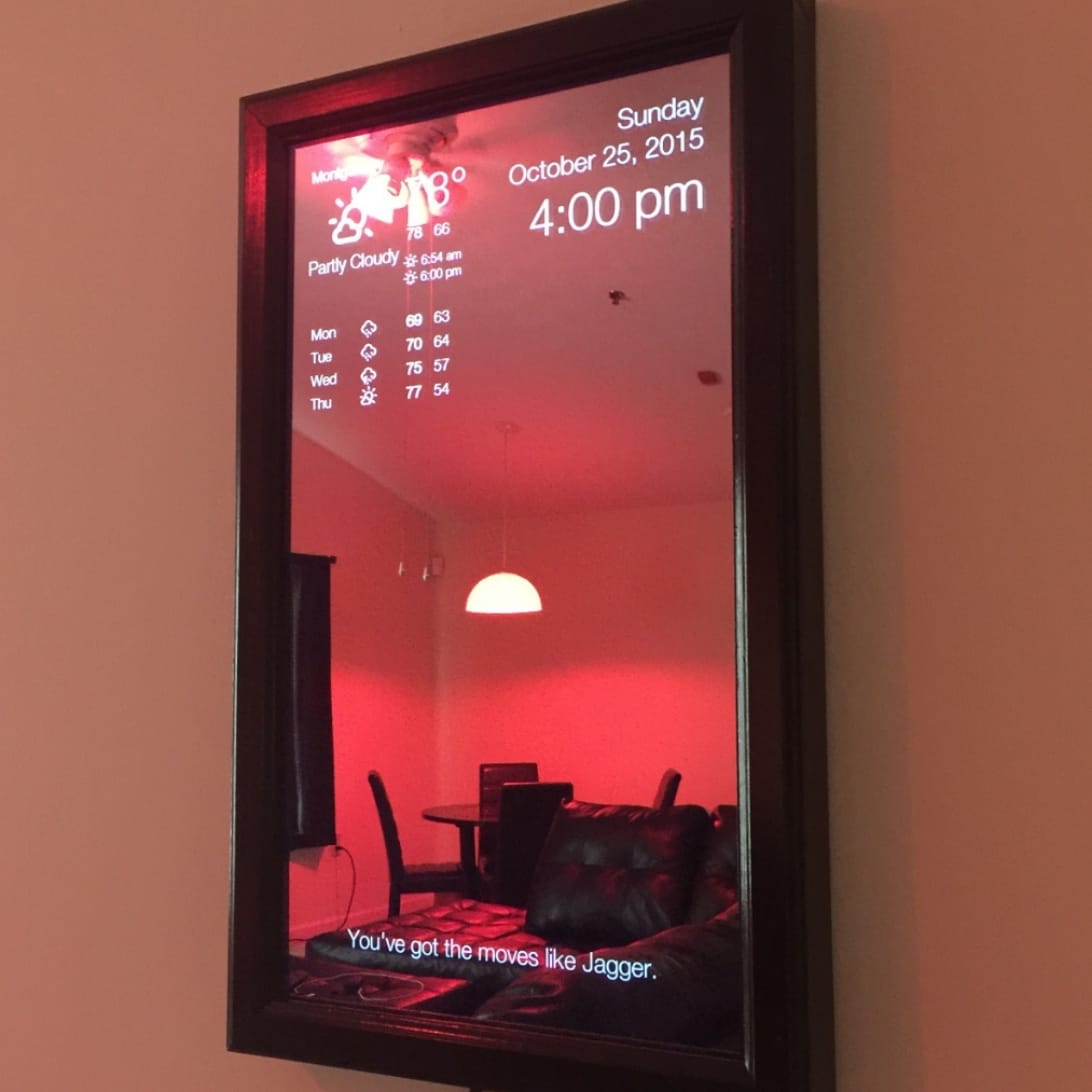 78 66
Partly Cloudy
6:54 am
6:00 pm
Mon 69 63
Tue 70 64
Wed 75 57
Thu 77 54
Sunday
October 25, 2015
4:00 pm
You've got the moves like Jagger.